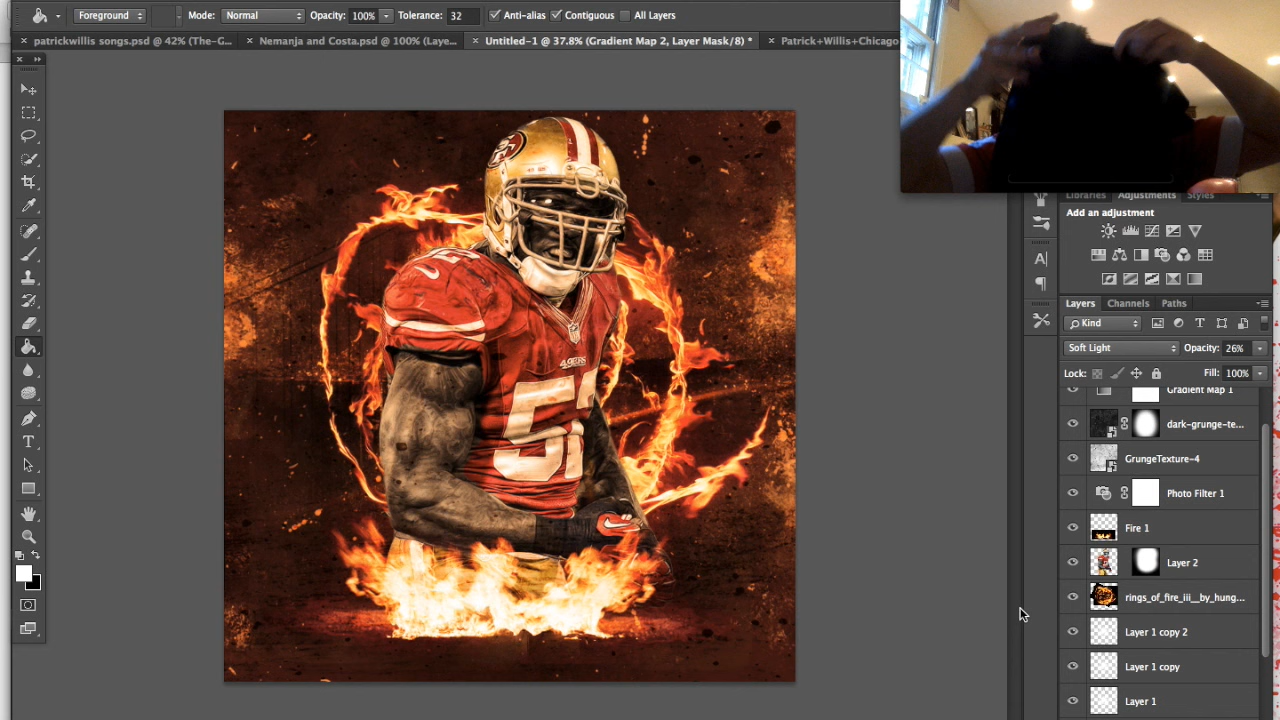 Foreground Mode: Normal Opacity: 100% Tolerance: 32 Anti-alias Contiguous All Layers
patrickwillis songs.psd @ 42% (The-G... Nemanja and Costa.psd @ 100% (Laye... Untitled-1 @ 37.8% (Gradient Map 2, Layer Mask/8) * Patrick+Willis+Chicago
Libraries Adjustments Styles
Add an adjustment
Layers Channels Paths
Kind
Soft Light Opacity: 26%
Lock: Fill: 100%
Gradient Map 1
dark-grunge-te...
GrungeTexture-4
Photo Filter 1
Fire 1
Layer 2
rings_of_fire_iii__by_hung...
Layer 1 copy 2
Layer 1 copy
Layer 1
49ERS